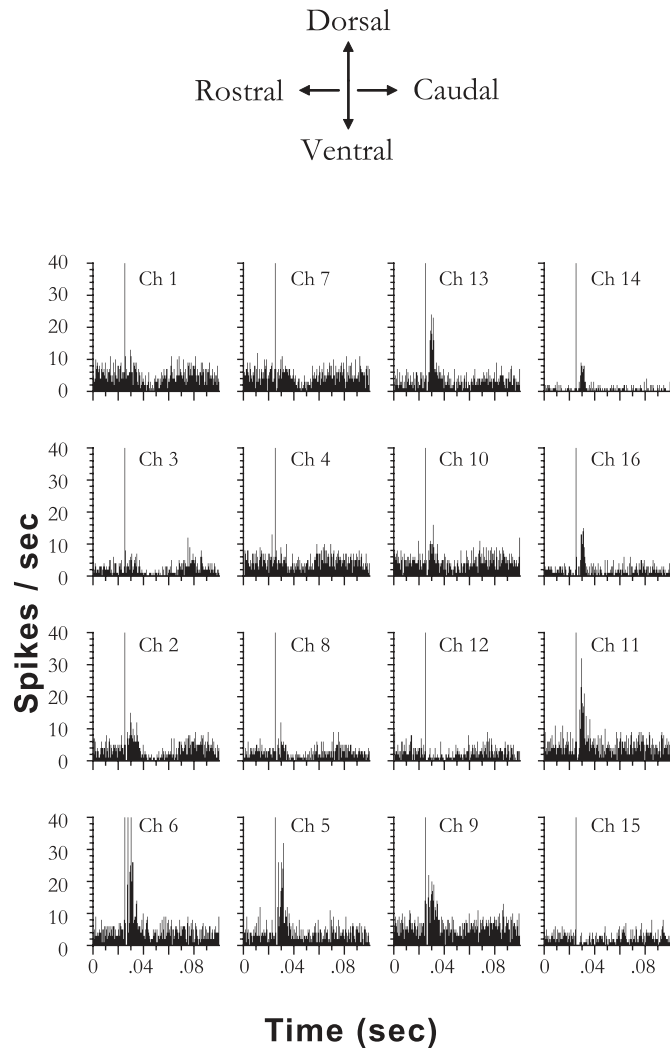 Dorsal
Rostral Caudal
Ventral
40
30
20
10
0
Ch 1
Ch 7
Ch 13
Ch 14
40
30
20
10
0
Ch 3
Ch 4
Ch 10
Ch 16
40
30
20
10
0
Ch 2
Ch 8
Ch 12
Ch 11
40
30
20
10
0
Ch 6
Ch 5
Ch 9
Ch 15
0 .04 .08 0 .04 .08 0 .04 .08 0 .04 .08
Spikes / sec
Time (sec)